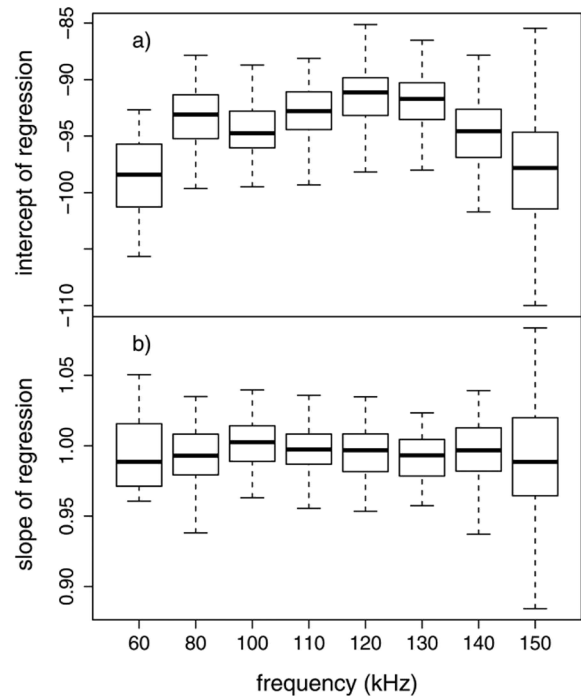 a)
intercept of regression
-85
-90
-95
-100
-110
b)
slope of regression
1.05
1.00
0.95
0.90
60 80 100 110 120 130 140 150
frequency (kHz)